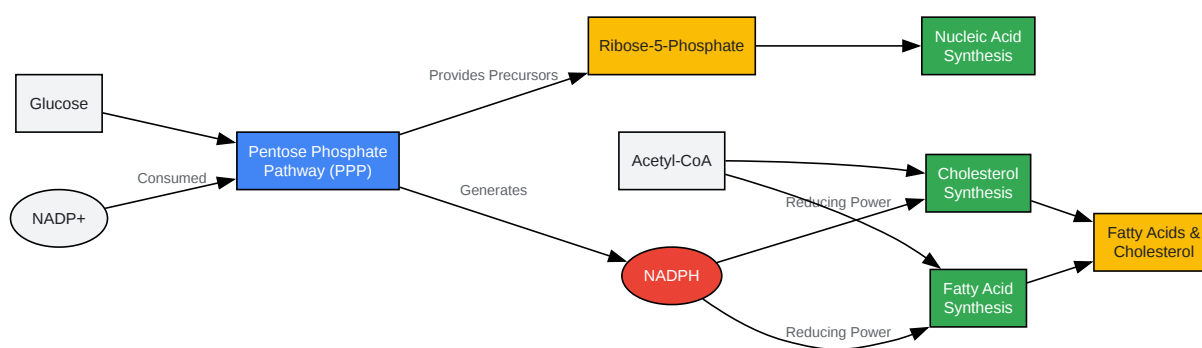 Ribose-5-Phosphate
Nucleic Acid
Synthesis
Provides Precursors
Glucose
Pentose Phosphate
Pathway (PPP)
Acetyl-CoA
Cholesterol
Synthesis
Consumed
Generates
Reducing Power
NADP+
Fatty Acids &
Cholesterol
NADPH
Fatty Acid
Synthesis
Reducing Power